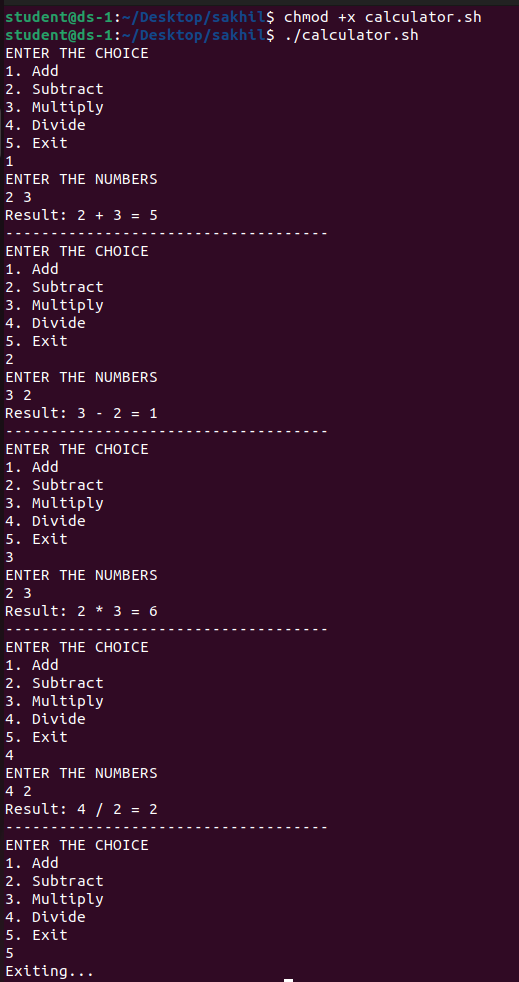 student@ds-1:~/Desktop/sakhil$ chmod +x calculator.sh
student@ds-1:~/Desktop/sakhil$ ./calculator.sh
ENTER THE CHOICE
1. Add
2. Subtract
3. Multiply
4. Divide
5. Exit
1
ENTER THE NUMBERS
2 3
Result: 2 + 3 = 5
------------------------------------
ENTER THE CHOICE
1. Add
2. Subtract
3. Multiply
4. Divide
5. Exit
2
ENTER THE NUMBERS
3 2
Result: 3 - 2 = 1
------------------------------------
ENTER THE CHOICE
1. Add
2. Subtract
3. Multiply
4. Divide
5. Exit
3
ENTER THE NUMBERS
2 3
Result: 2 * 3 = 6
------------------------------------
ENTER THE CHOICE
1. Add
2. Subtract
3. Multiply
4. Divide
5. Exit
4
ENTER THE NUMBERS
4 2
Result: 4 / 2 = 2
------------------------------------
ENTER THE CHOICE
1. Add
2. Subtract
3. Multiply
4. Divide
5. Exit
5
Exiting...